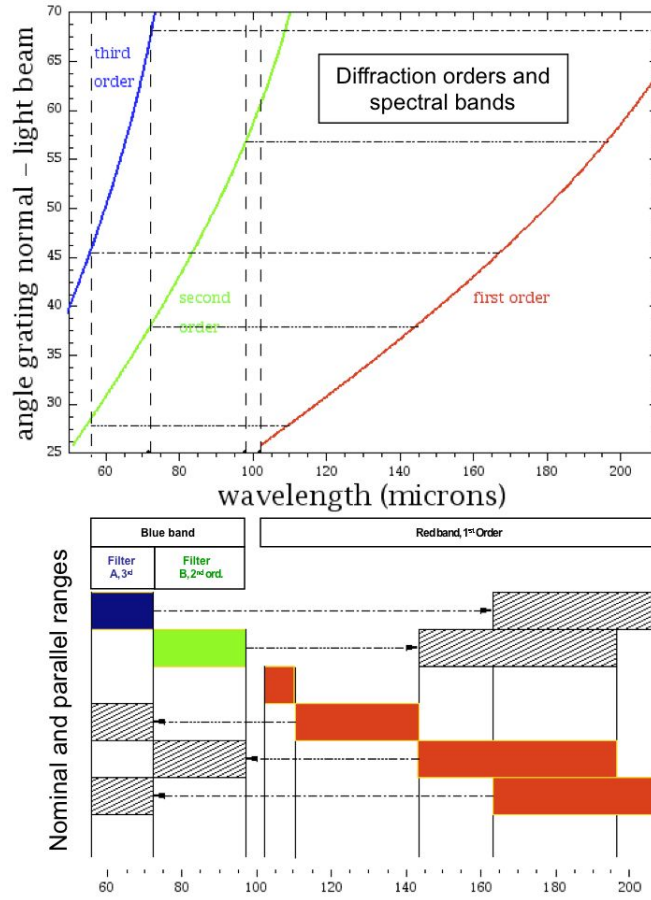 70
65
60
55
50
45
40
35
30
25
angle grating normal – light beam
third
order
Diffraction orders and
spectral bands
second
order
first order
60
80
100
120
140
160
180
200
wavelength (microns)
Blue band
Red band, 1st Order
Filter
A, 3rd
Filter
B, 2nd ord.
Nominal and parallel ranges
60
80
100
120
140
160
180
200